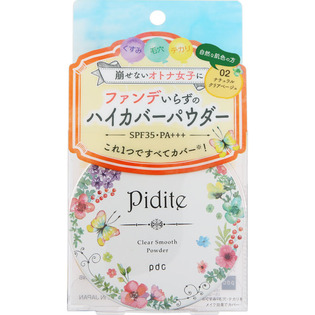 くすみ
毛穴
テカリ
自然な肌色の方
02
ナチュラル
クリアベージュ
崩せないオトナ女子に
ファンデいらずの
ハイカバーパウダー
SPF35・PA+++
これ1つですべてカバー※!
Pidite
Clear Smooth
Powder
pdc